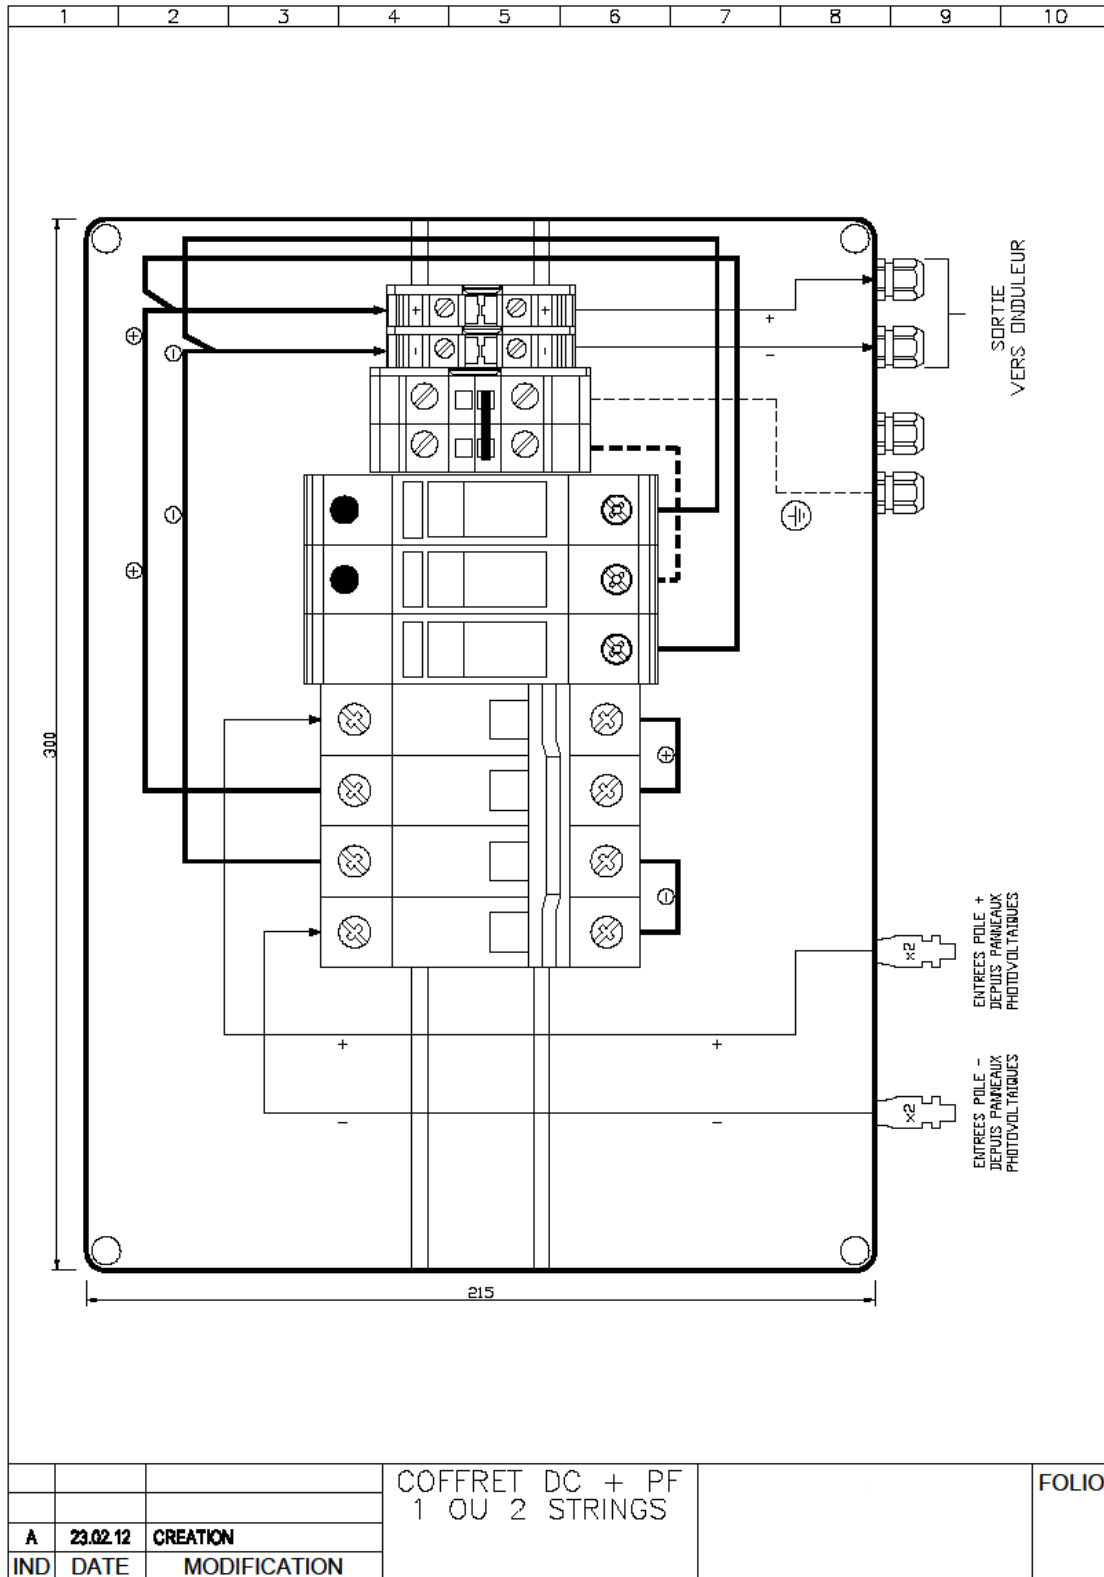 1 2 3 4 5 6 7 8 9 10
SORTIE
VERS ONDULEUR
+ +
- -
+
-
+
-
-
+
+
-
300
ENTREES POLE +
DEPUIS PANNEAUX
PHOTOVOLTAIQUES
x2
+ +
ENTREES POLE -
DEPUIS PANNEAUX
PHOTOVOLTAIQUES
x2
- -
215
COFFRET DC + PF
1 OU 2 STRINGS
FOLIO
A 23.02.12 CREATION
IND DATE MODIFICATION